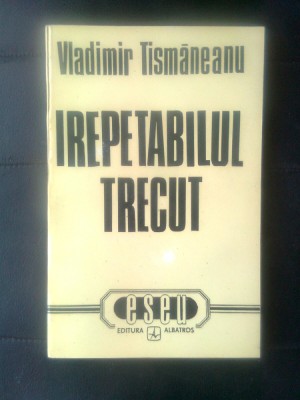 Vladimir Tismăneanu
IREPETABILUL
TRECUT
eseu
EDITURA ALBATROS